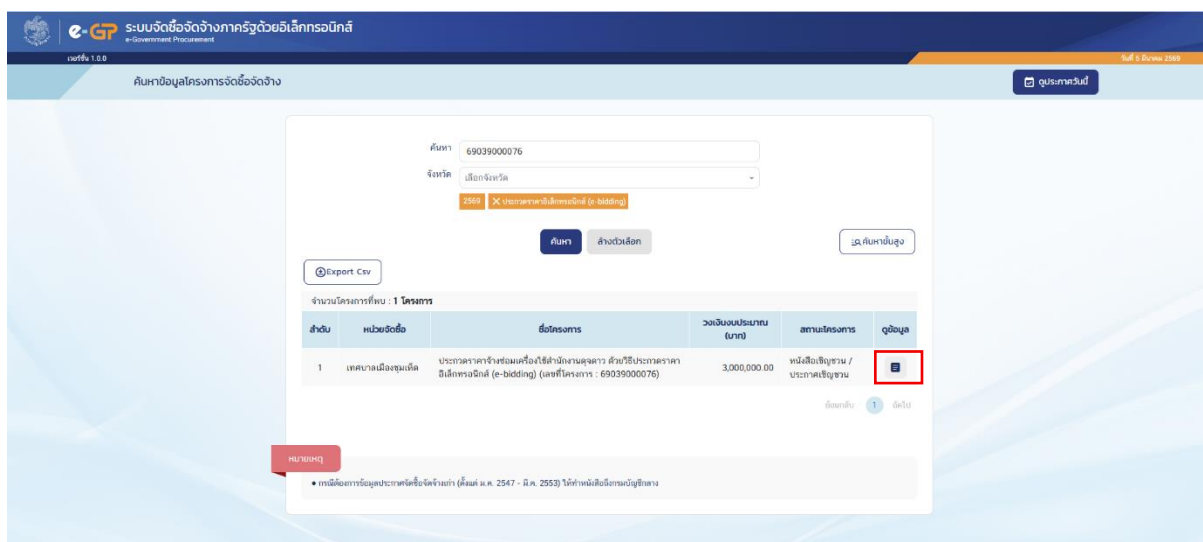 e-GP ระบบจัดซื้อจัดจ้างภาครัฐด้วยอิเล็กทรอนิกส์
e-Government Procurement
เวอร์ชั่น 1.0.0
วันที่ 5 มีนาคม 2569
ค้นหาข้อมูลโครงการจัดซื้อจัดจ้าง
ดูประกาศวันนี้
ค้นหา 69039000076
จังหวัด เลือกจังหวัด
2569 X ประกวดราคาอิเล็กทรอนิกส์ (e-bidding)
ค้นหา ล้างตัวเลือก ค้นหาขั้นสูง
Export Csv
จำนวนโครงการที่พบ : 1 โครงการ
ลำดับ หน่วยจัดซื้อ ชื่อโครงการ วงเงินงบประมาณ (บาท) สถานะโครงการ ดูข้อมูล
1 เทศบาลเมืองชุมเห็ด ประกวดราคาจ้างซ่อมเครื่องใช้สำนักงานดุจดาว ด้วยวิธีประกวดราคา 3,000,000.00 หนังสือเชิญชวน /
อิเล็กทรอนิกส์ (e-bidding) (เลขที่โครงการ : 69039000076) ประกาศเชิญชวน
ย้อนกลับ 1 ถัดไป
หมายเหตุ
● กรณีต้องการข้อมูลประกาศจัดซื้อจัดจ้างเก่า (ตั้งแต่ ม.ค. 2547 - มี.ค. 2553) ให้ทำหนังสือถึงกรมบัญชีกลาง